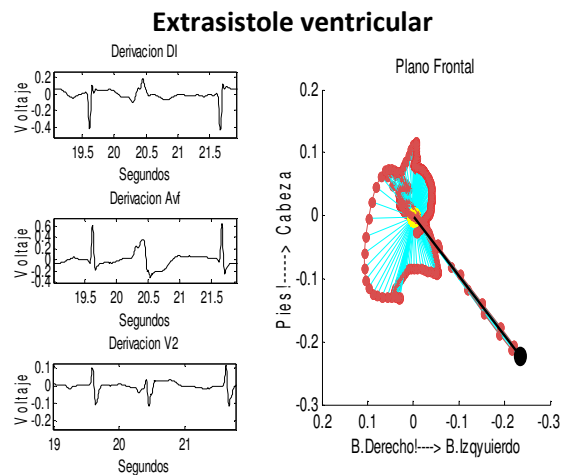 Extrasistole ventricular
Derivacion DI
Voltaje
0.2
0
-0.2
-0.4
19.5 20 20.5 21 21.5
Segundos
Derivacion Avf
Voltaje
0.6
0.4
0.2
0
-0.2
-0.4
19.5 20 20.5 21 21.5
Segundos
Derivacion V2
Voltaje
0.1
0
-0.1
-0.2
19 20 21
Segundos
Plano Frontal
Pies!-----> Cabeza
0.2
0.1
0
-0.1
-0.2
-0.3
0.2 0.1 0 -0.1 -0.2 -0.3
B.Derecho!----> B.Izqyuierdo